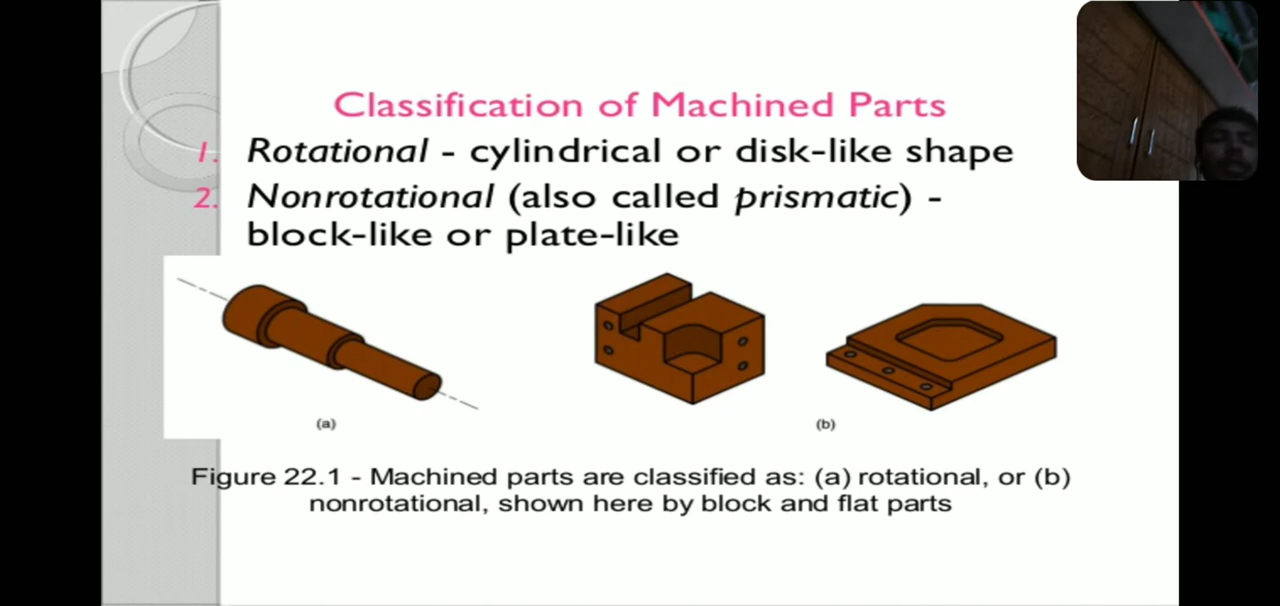 Classification of Machined Parts
1. Rotational - cylindrical or disk-like shape
2. Nonrotational (also called prismatic) -
block-like or plate-like
(a)
(b)
Figure 22.1 - Machined parts are classified as: (a) rotational, or (b)
nonrotational, shown here by block and flat parts